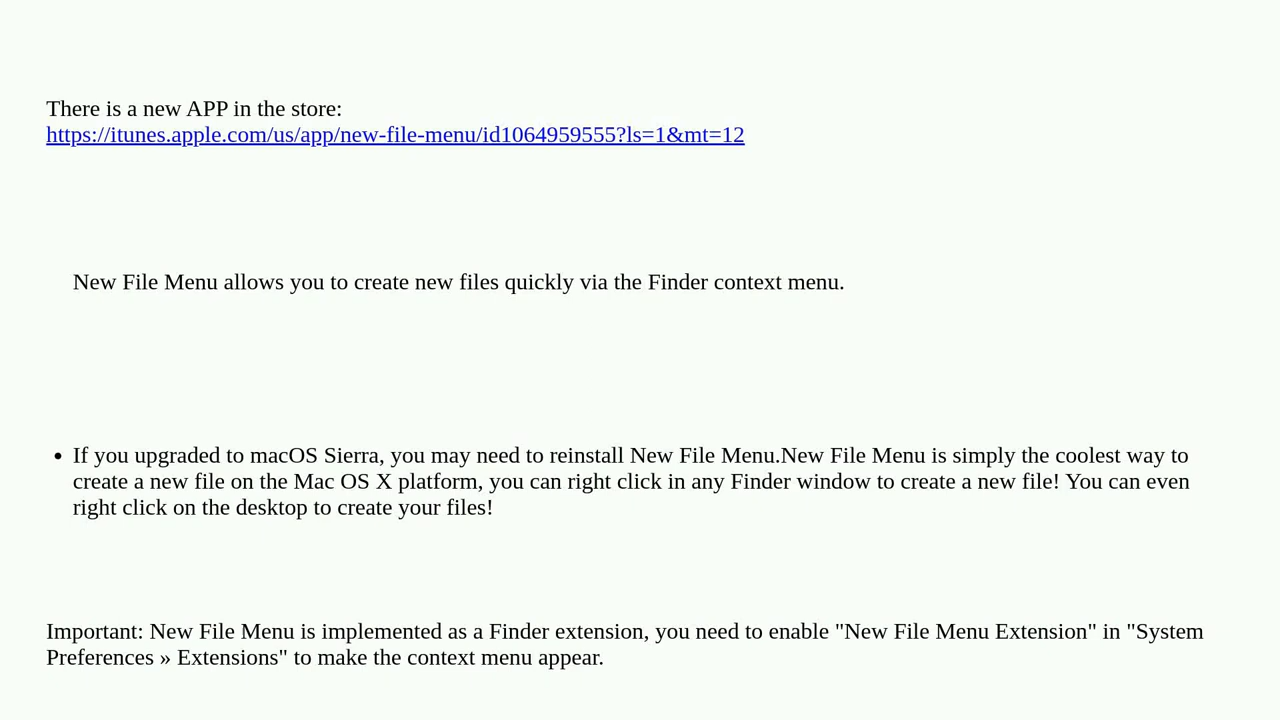 There is a new APP in the store:
https://itunes.apple.com/us/app/new-file-menu/id1064959555?ls=1&mt=12
New File Menu allows you to create new files quickly via the Finder context menu.
• If you upgraded to macOS Sierra, you may need to reinstall New File Menu.New File Menu is simply the coolest way to
create a new file on the Mac OS X platform, you can right click in any Finder window to create a new file! You can even
right click on the desktop to create your files!
Important: New File Menu is implemented as a Finder extension, you need to enable "New File Menu Extension" in "System
Preferences » Extensions" to make the context menu appear.